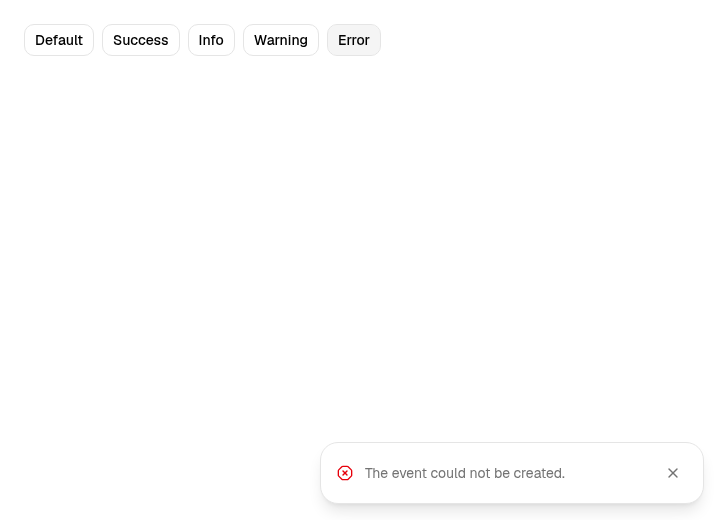 Default
Success
Info
Warning
Error
The event could not be created.